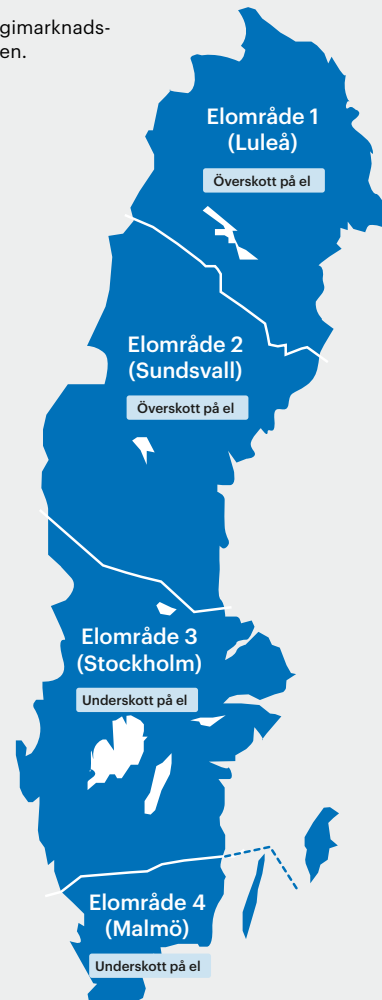 gimarknads-
en.
Elområde 1
(Luleå)
Överskott på el
Elområde 2
(Sundsvall)
Överskott på el
Elområde 3
(Stockholm)
Underskott på el
Elområde 4
(Malmö)
Underskott på el